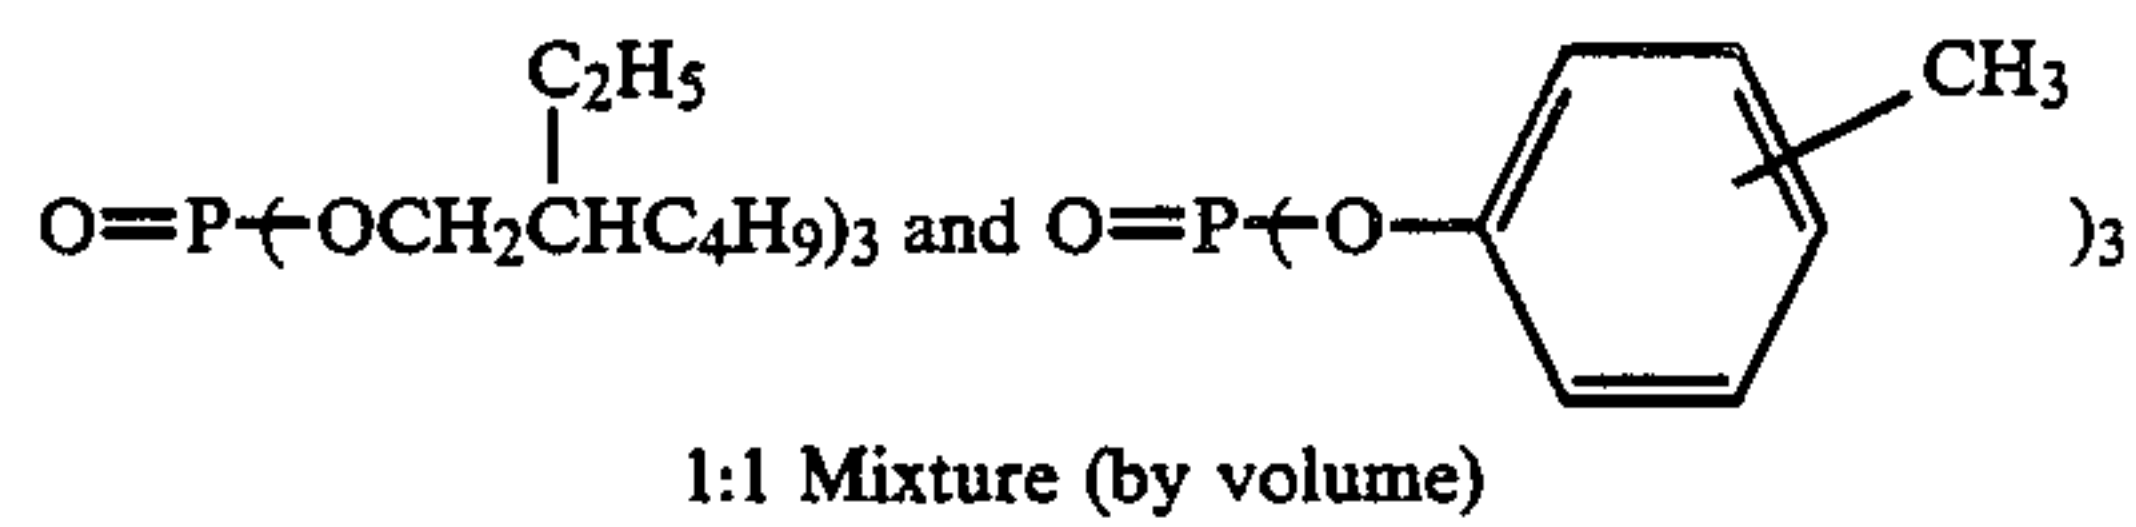 C₂H₅ CH₃
O=P-(-OCH₂CHC₄H₉)₃ and O=P-(-O- )₃
1:1 Mixture (by volume)